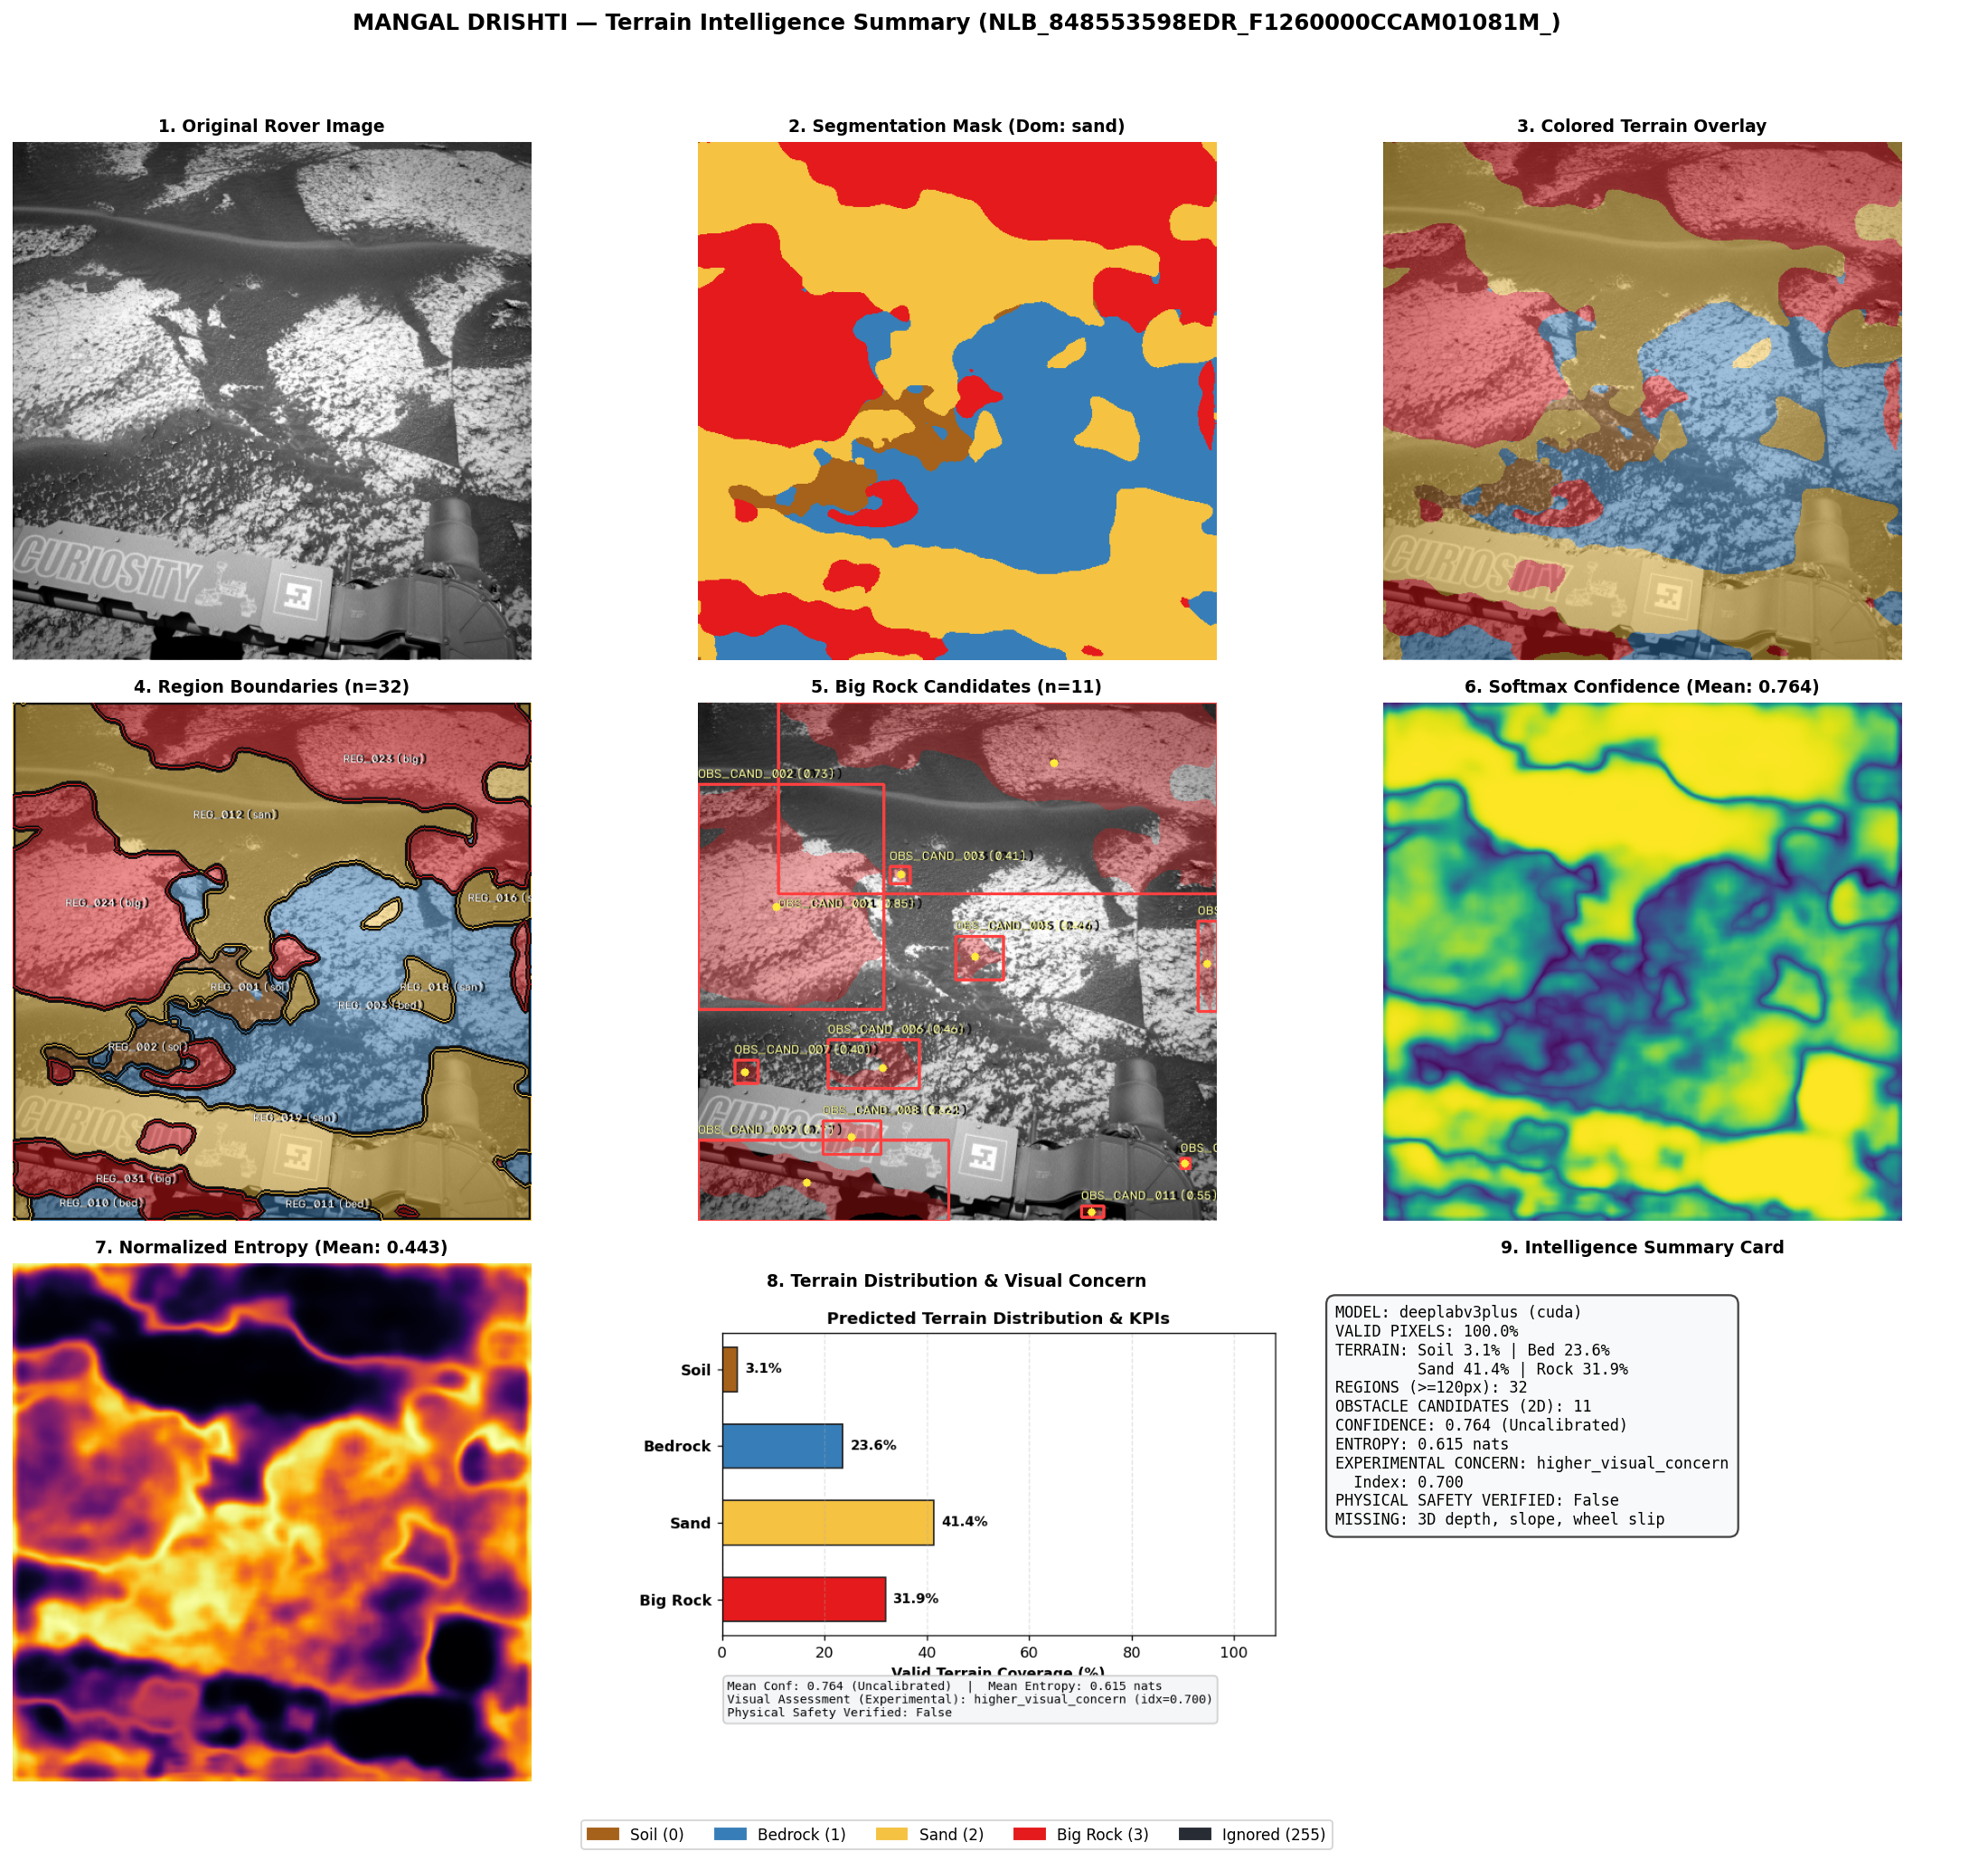 MANGAL DRISHTI — Terrain Intelligence Summary (NLB_848553598EDR_F1260000CCAM01081M_)
1. Original Rover Image
2. Segmentation Mask (Dom: sand)
3. Colored Terrain Overlay
CURIOSITY
CURIOSITY
4. Region Boundaries (n=32)
5. Big Rock Candidates (n=11)
6. Softmax Confidence (Mean: 0.764)
REG_023 (big)
REG_012 (san)
REG_024 (big)
REG_016 (s
REG_001 (soi)
REG_018 (san)
REG_003 (bed)
REG_002 (soi)
CURIOSITY
REG_019 (san)
REG_031 (big)
REG_010 (bed)
REG_011 (bed)
OBS_CAND_002 (0.73)
OBS_CAND_003 (0.41)
OBS_CAND_001 (0.85)
OBS
OBS_CAND_005
OBS_CAND_006 (0.46)
OBS_CAND_007 (0.40)
OBS_CAND_008
CURIOSITY
OBS_CAND_009
OBS_C
OBS_CAND_011 (0.55)
7. Normalized Entropy (Mean: 0.443)
8. Terrain Distribution & Visual Concern
Predicted Terrain Distribution & KPIs
Soil
3.1%
Bedrock
23.6%
Sand
41.4%
Big Rock
31.9%
0 20 40 60 80 100
Valid Terrain Coverage (%)
Mean Conf: 0.764 (Uncalibrated) | Mean Entropy: 0.615 nats
Visual Assessment (Experimental): higher_visual_concern (idx=0.700)
Physical Safety Verified: False
9. Intelligence Summary Card
MODEL: deeplabv3plus (cuda)
VALID PIXELS: 100.0%
TERRAIN: Soil 3.1% | Bed 23.6%
Sand 41.4% | Rock 31.9%
REGIONS (>=120px): 32
OBSTACLE CANDIDATES (2D): 11
CONFIDENCE: 0.764 (Uncalibrated)
ENTROPY: 0.615 nats
EXPERIMENTAL CONCERN: higher_visual_concern
Index: 0.700
PHYSICAL SAFETY VERIFIED: False
MISSING: 3D depth, slope, wheel slip
Soil (0)
Bedrock (1)
Sand (2)
Big Rock (3)
Ignored (255)